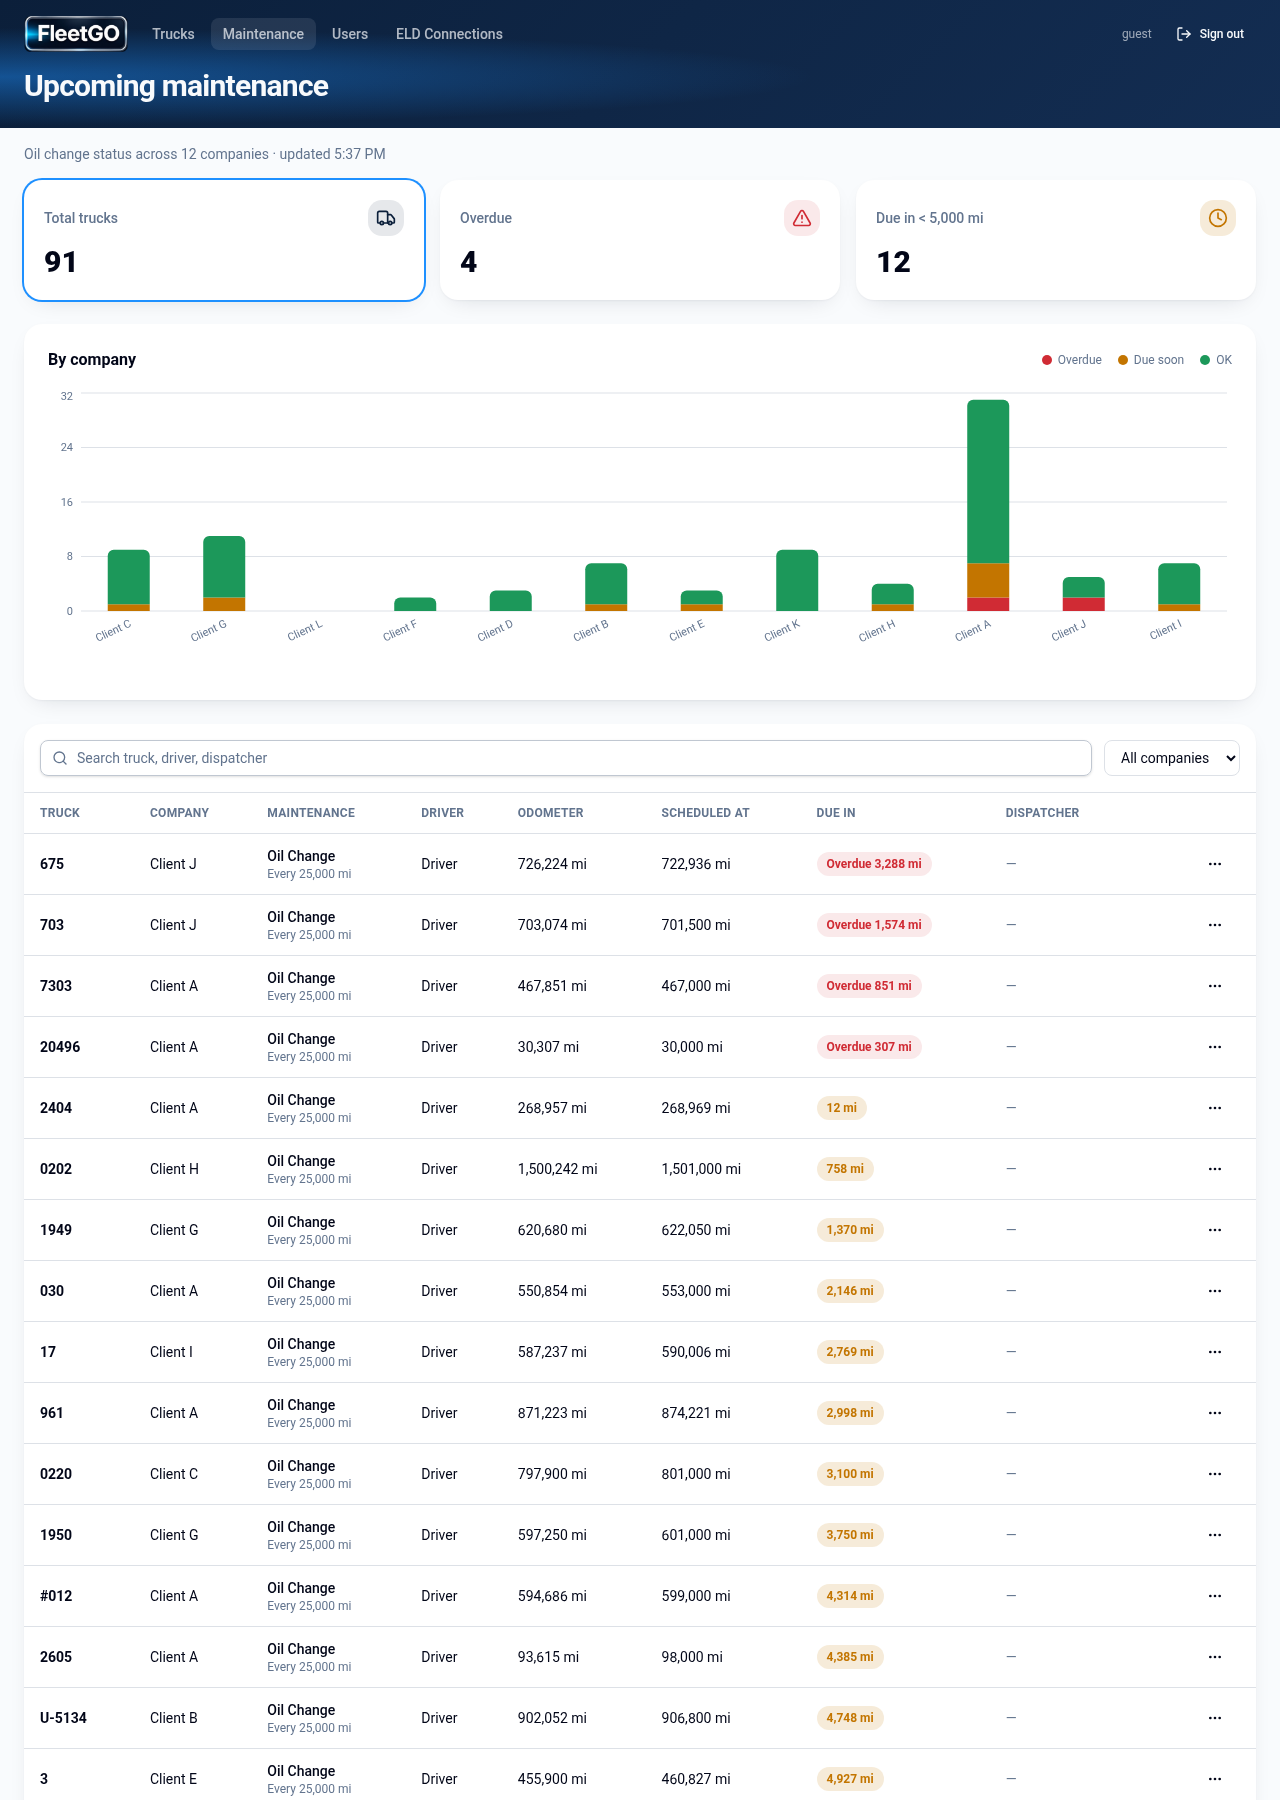 FleetGO Trucks Maintenance Users ELD Connections guest Sign out
Upcoming maintenance
Oil change status across 12 companies · updated 5:37 PM
Total trucks
91
Overdue
4
Due in < 5,000 mi
12
By company
Overdue Due soon OK
32
24
16
8
0
Client C Client G Client L Client F Client D Client B Client E Client K Client H Client A Client J Client I
Search truck, driver, dispatcher All companies
TRUCK COMPANY MAINTENANCE DRIVER ODOMETER SCHEDULED AT DUE IN DISPATCHER
675 Client J Oil Change Driver 726,224 mi 722,936 mi Overdue 3,288 mi —
Every 25,000 mi
703 Client J Oil Change Driver 703,074 mi 701,500 mi Overdue 1,574 mi —
Every 25,000 mi
7303 Client A Oil Change Driver 467,851 mi 467,000 mi Overdue 851 mi —
Every 25,000 mi
20496 Client A Oil Change Driver 30,307 mi 30,000 mi Overdue 307 mi —
Every 25,000 mi
2404 Client A Oil Change Driver 268,957 mi 268,969 mi 12 mi —
Every 25,000 mi
0202 Client H Oil Change Driver 1,500,242 mi 1,501,000 mi 758 mi —
Every 25,000 mi
1949 Client G Oil Change Driver 620,680 mi 622,050 mi 1,370 mi —
Every 25,000 mi
030 Client A Oil Change Driver 550,854 mi 553,000 mi 2,146 mi —
Every 25,000 mi
17 Client I Oil Change Driver 587,237 mi 590,006 mi 2,769 mi —
Every 25,000 mi
961 Client A Oil Change Driver 871,223 mi 874,221 mi 2,998 mi —
Every 25,000 mi
0220 Client C Oil Change Driver 797,900 mi 801,000 mi 3,100 mi —
Every 25,000 mi
1950 Client G Oil Change Driver 597,250 mi 601,000 mi 3,750 mi —
Every 25,000 mi
#012 Client A Oil Change Driver 594,686 mi 599,000 mi 4,314 mi —
Every 25,000 mi
2605 Client A Oil Change Driver 93,615 mi 98,000 mi 4,385 mi —
Every 25,000 mi
U-5134 Client B Oil Change Driver 902,052 mi 906,800 mi 4,748 mi —
Every 25,000 mi
3 Client E Oil Change Driver 455,900 mi 460,827 mi 4,927 mi —
Every 25,000 mi